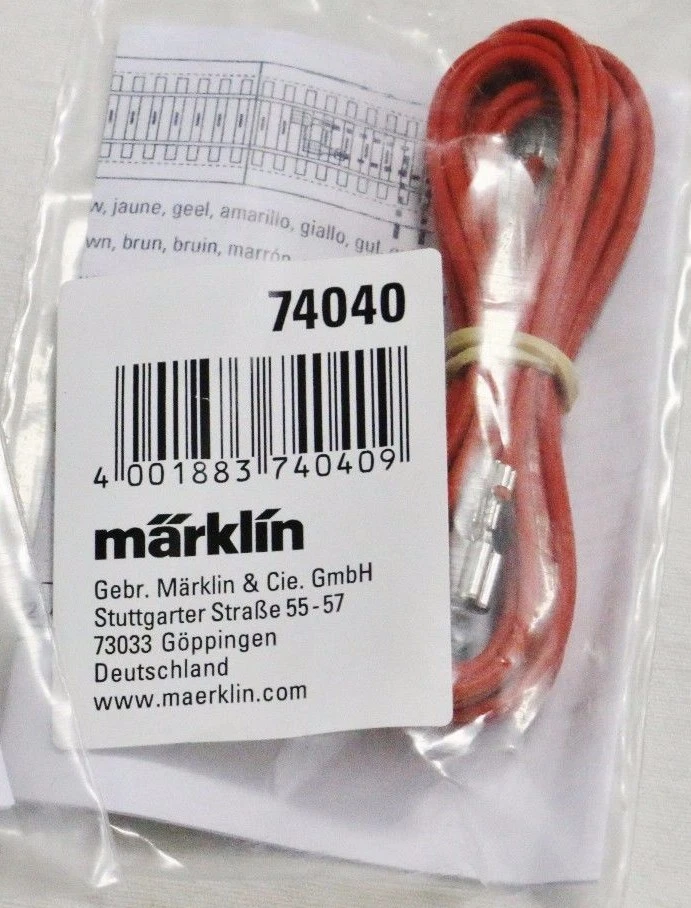 w, jaune, geel, amarillo, giallo, gul,
wn, brun, bruin, marrón
74040
4 001883 740409
märklín
Gebr. Märklin & Cie. GmbH
Stuttgarter Straße 55-57
73033 Göppingen
Deutschland
www.maerklin.com